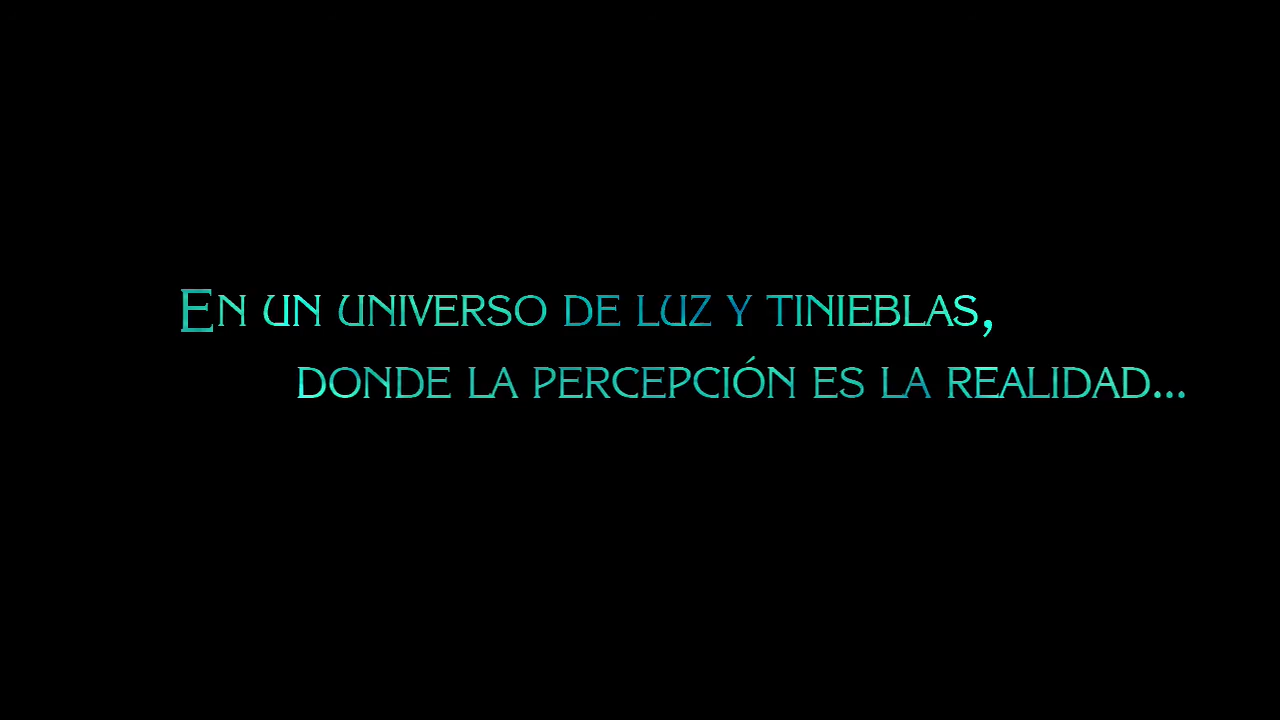 En un universo de luz y tinieblas,
donde la percepción es la realidad...